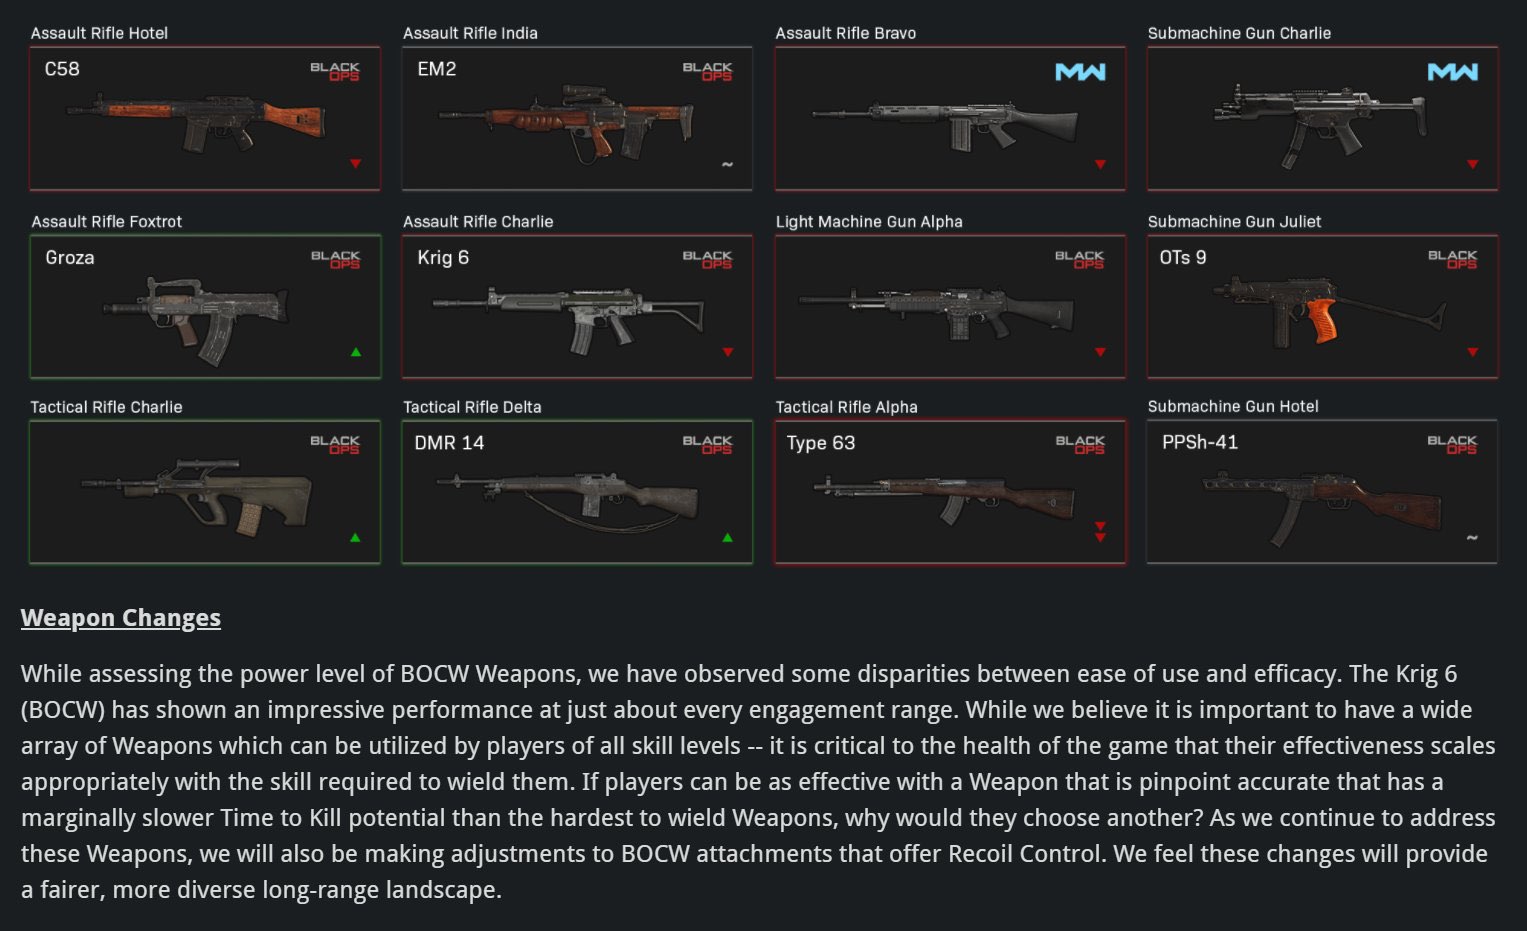 Assault Rifle Hotel
Assault Rifle India
Assault Rifle Bravo
Submachine Gun Charlie
C58
BLACK OPS
EM2
BLACK OPS
MW
MW
~
Assault Rifle Foxtrot
Assault Rifle Charlie
Light Machine Gun Alpha
Submachine Gun Juliet
Groza
BLACK OPS
Krig 6
BLACK OPS
BLACK OPS
OTs 9
BLACK OPS
Tactical Rifle Charlie
Tactical Rifle Delta
Tactical Rifle Alpha
Submachine Gun Hotel
BLACK OPS
DMR 14
BLACK OPS
Type 63
BLACK OPS
PPSh-41
BLACK OPS
~
Weapon Changes
While assessing the power level of BOCW Weapons, we have observed some disparities between ease of use and efficacy. The Krig 6
(BOCW) has shown an impressive performance at just about every engagement range. While we believe it is important to have a wide
array of Weapons which can be utilized by players of all skill levels -- it is critical to the health of the game that their effectiveness scales
appropriately with the skill required to wield them. If players can be as effective with a Weapon that is pinpoint accurate that has a
marginally slower Time to Kill potential than the hardest to wield Weapons, why would they choose another? As we continue to address
these Weapons, we will also be making adjustments to BOCW attachments that offer Recoil Control. We feel these changes will provide
a fairer, more diverse long-range landscape.